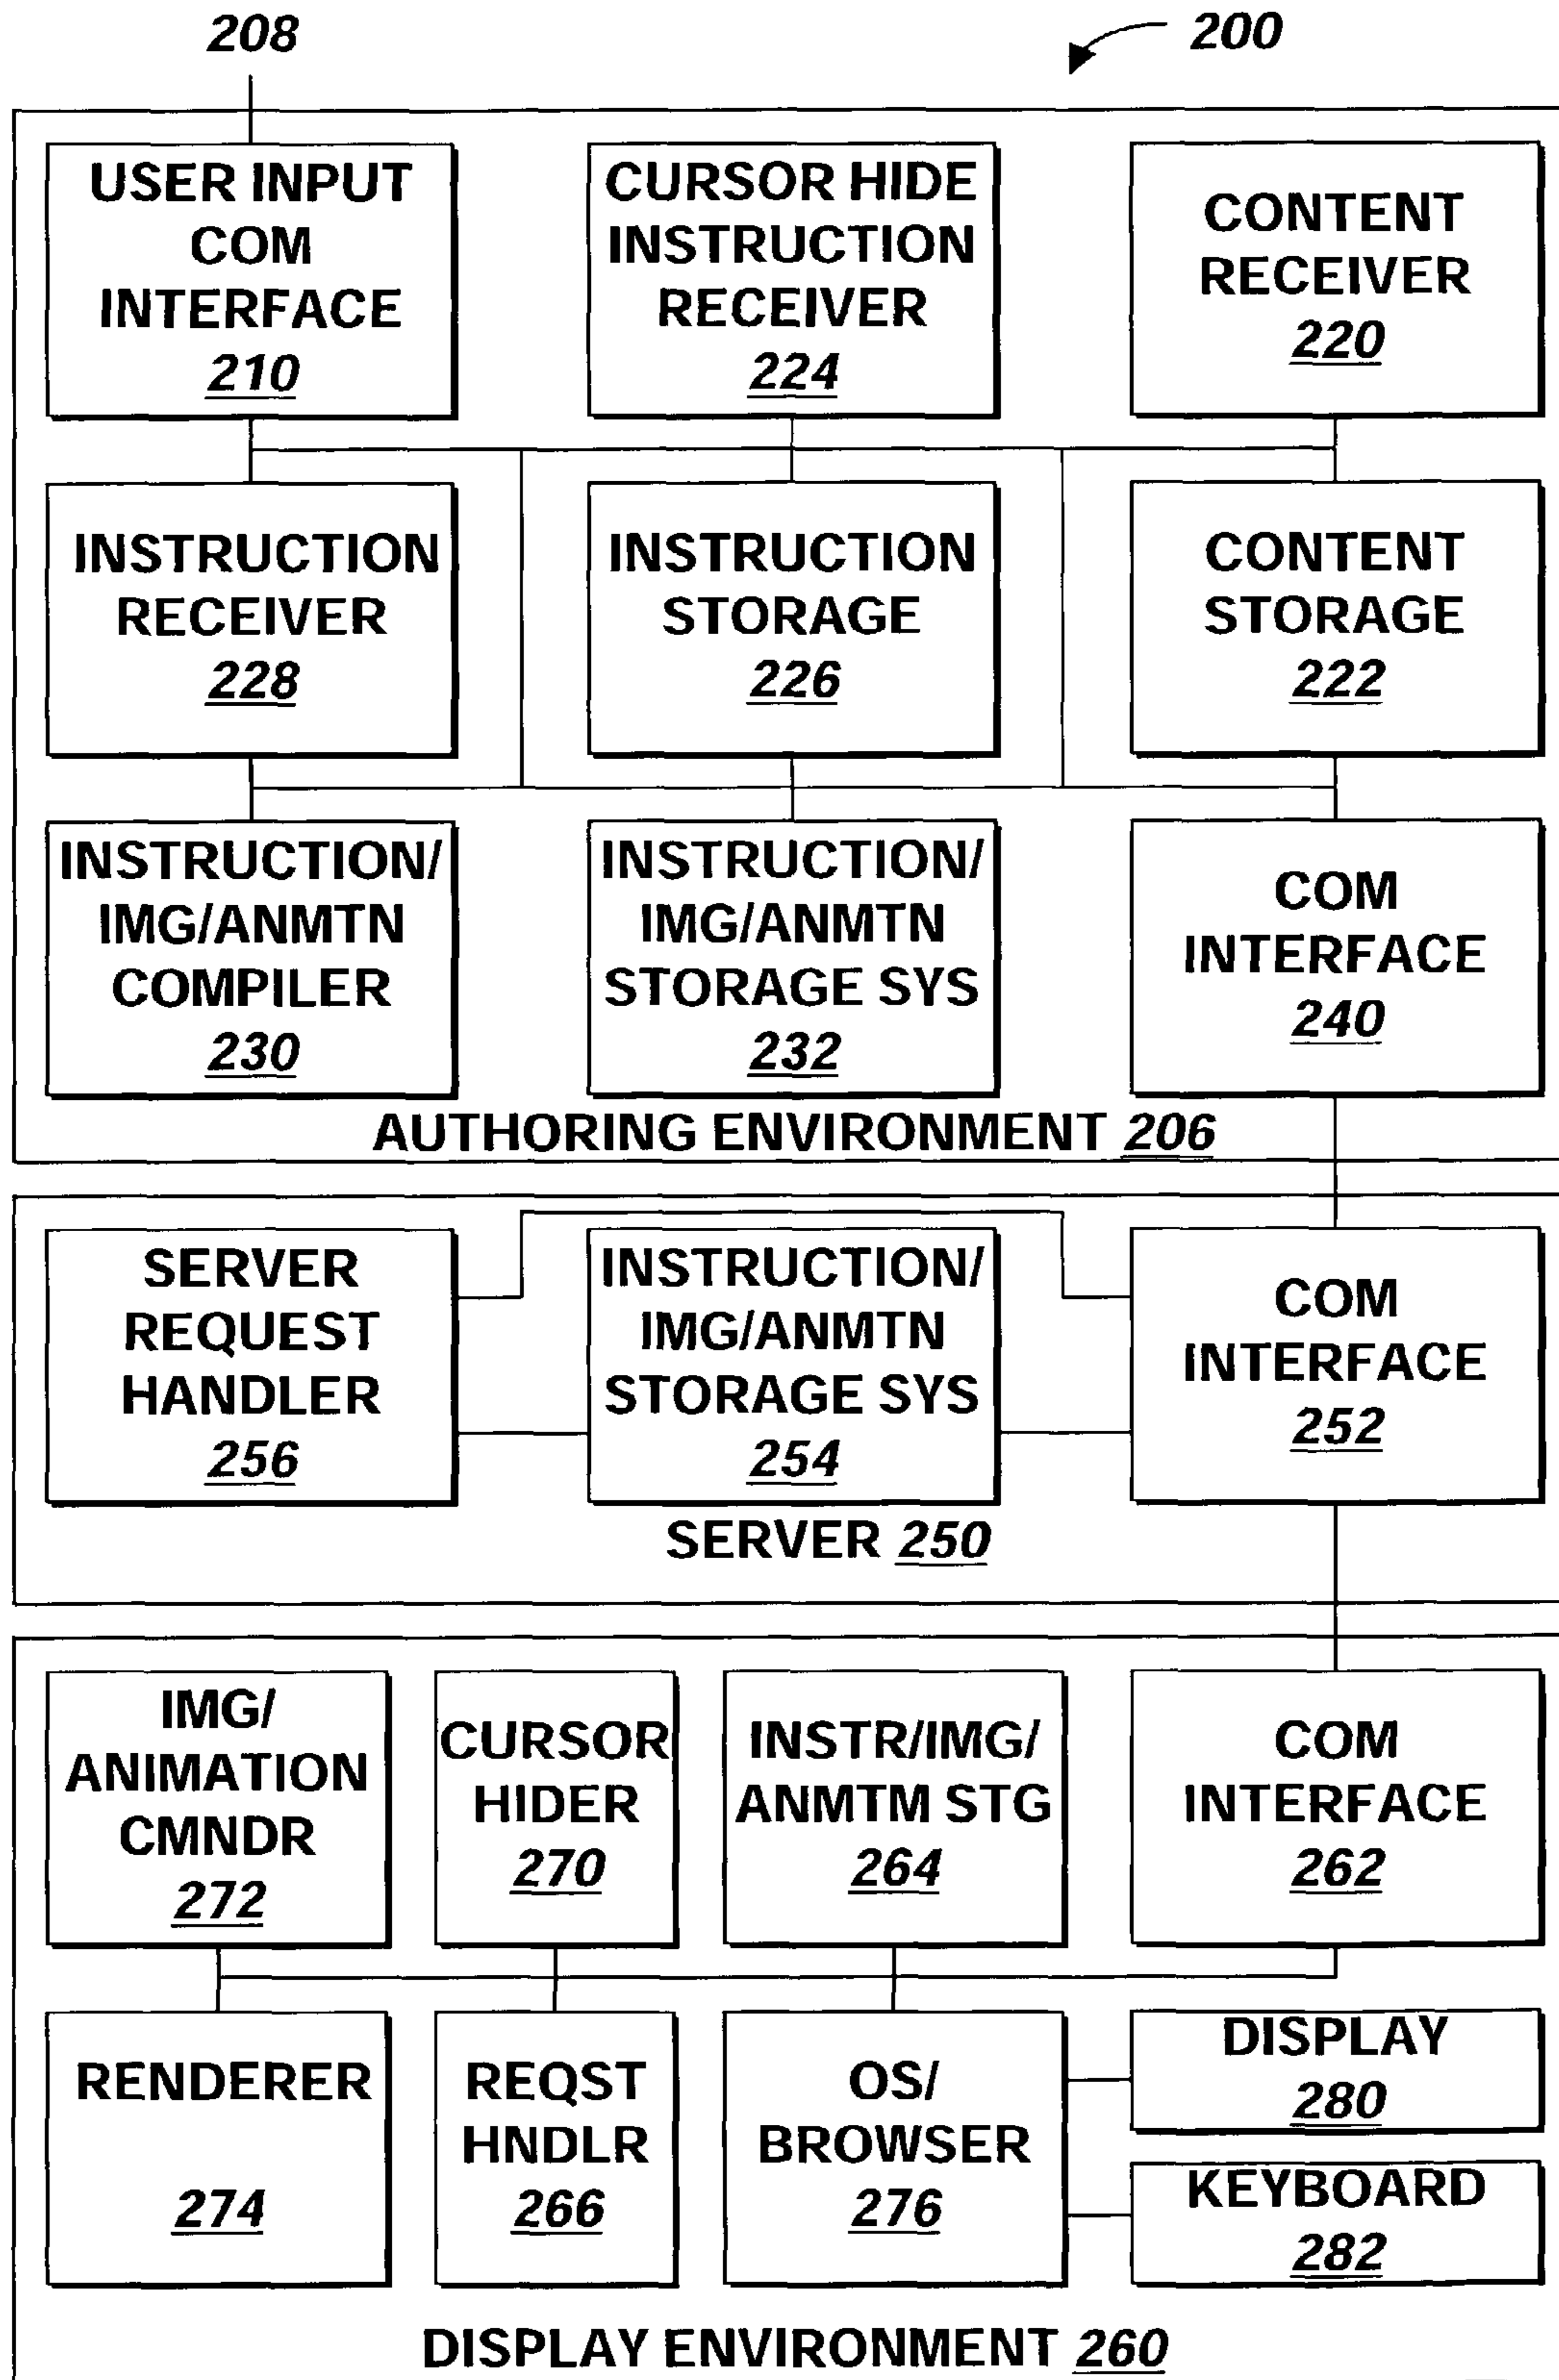 208
200
USER INPUT
COM
INTERFACE
210
CURSOR HIDE
INSTRUCTION
RECEIVER
224
CONTENT
RECEIVER
220
INSTRUCTION
RECEIVER
228
INSTRUCTION
STORAGE
226
CONTENT
STORAGE
222
INSTRUCTION/
IMG/ANMTN
COMPILER
230
INSTRUCTION/
IMG/ANMTN
STORAGE SYS
232
COM
INTERFACE
240
AUTHORING ENVIRONMENT 206
SERVER
REQUEST
HANDLER
256
INSTRUCTION/
IMG/ANMTN
STORAGE SYS
254
COM
INTERFACE
252
SERVER 250
IMG/
ANIMATION
CMNDR
272
CURSOR
HIDER
270
INSTR/IMG/
ANMTM STG
264
COM
INTERFACE
262
RENDERER
274
REQST
HNDLR
266
OS/
BROWSER
276
DISPLAY
280
KEYBOARD
282
DISPLAY ENVIRONMENT 260